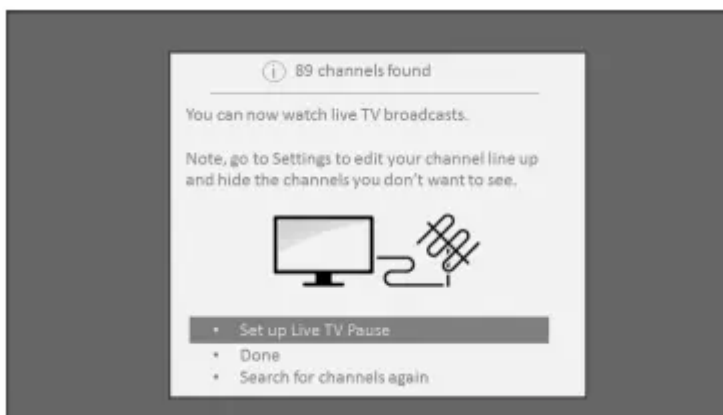 i 89 channels found
You can now watch live TV broadcasts.
Note, go to Settings to edit your channel line up
and hide the channels you don't want to see.
• Set up Live TV Pause
• Done
• Search for channels again